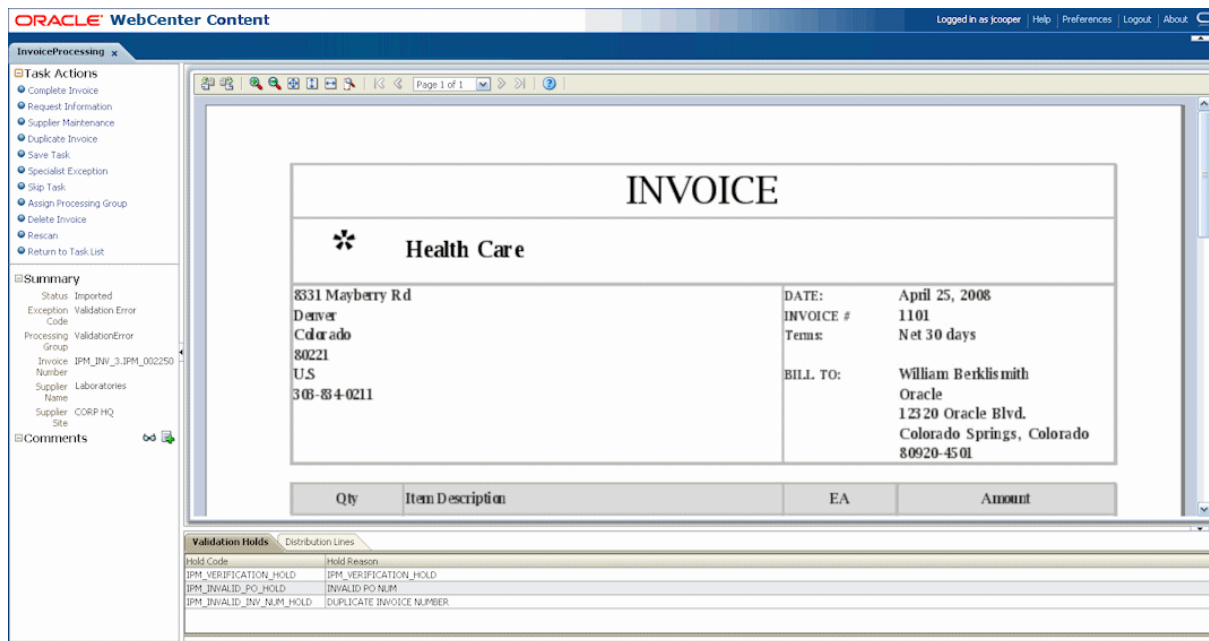 ORACLE WebCenter Content
Logged in as jcooper Help Preferences Logout About
InvoiceProcessing x
Task Actions
Complete Invoice
Request Information
Supplier Maintenance
Duplicate Invoice
Save Task
Specialist Exception
Skip Task
Assign Processing Group
Delete Invoice
Rescan
Return to Task List
Summary
Status Imported
Exception Code Validation Error
Processing Group ValidationError
Invoice Number IPM_INV_3.IPM_002250
Supplier Name Laboratories
Supplier Site CORP HQ
Comments
Page 1 of 1
INVOICE
* Health Care
8331 Mayberry Rd
Denver
Colorado
80221
U.S
303-834-0211
DATE: April 25, 2008
INVOICE # 1101
Terms: Net 30 days
BILL TO: William Berklismith
Oracle
12320 Oracle Blvd.
Colorado Springs, Colorado
80920-4501
Qty Item Description EA Amount
Validation Holds Distribution Lines
Hold Code Hold Reason
IPM_VERIFICATION_HOLD IPM_VERIFICATION_HOLD
IPM_INVALID_PO_HOLD INVALID PO NUM
IPM_INVALID_INV_NUM_HOLD DUPLICATE INVOICE NUMBER